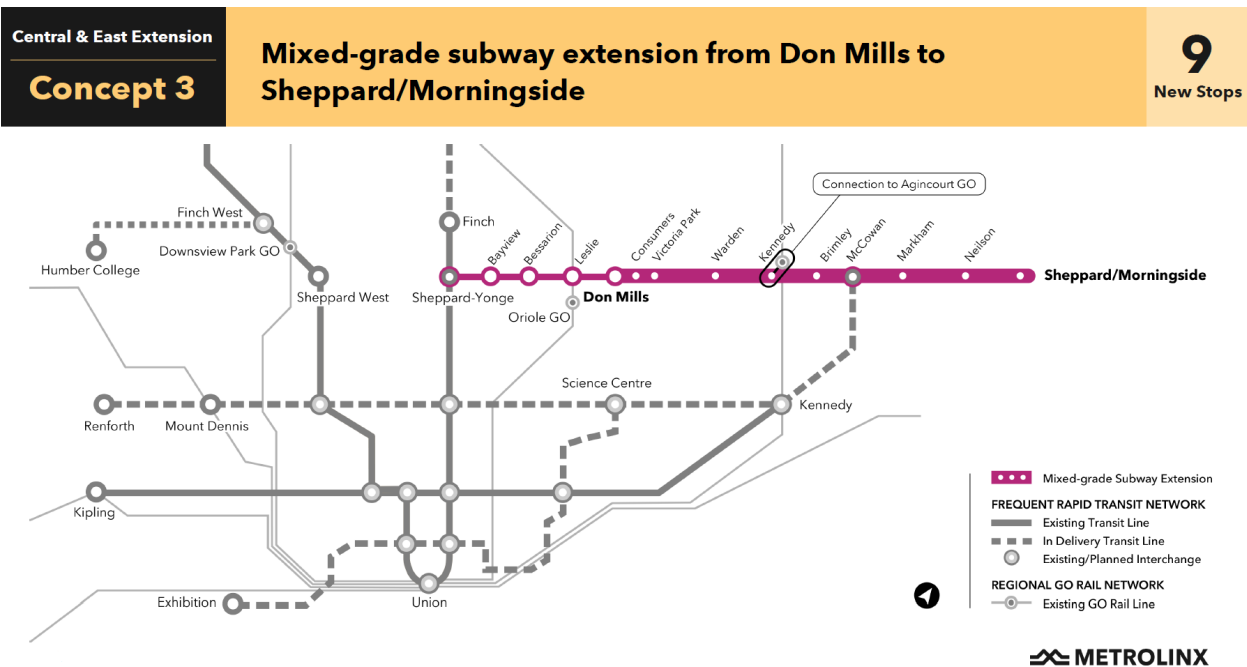 Central & East Extension
Concept 3
Mixed-grade subway extension from Don Mills to
Sheppard/Morningside
9
New Stops
Connection to Agincourt GO
Finch West
Downsview Park GO
Humber College
Sheppard West
Finch
Bayview
Bessarion
Leslie
Consumers
Victoria Park
Warden
Kennedy
Brimley
McCowan
Markham
Neilson
Sheppard/Morningside
Sheppard-Yonge
Don Mills
Oriole GO
Science Centre
Renforth
Mount Dennis
Kennedy
Kipling
Exhibition
Union
Mixed-grade Subway Extension
FREQUENT RAPID TRANSIT NETWORK
Existing Transit Line
In Delivery Transit Line
Existing/Planned Interchange
REGIONAL GO RAIL NETWORK
Existing GO Rail Line
METROLINX